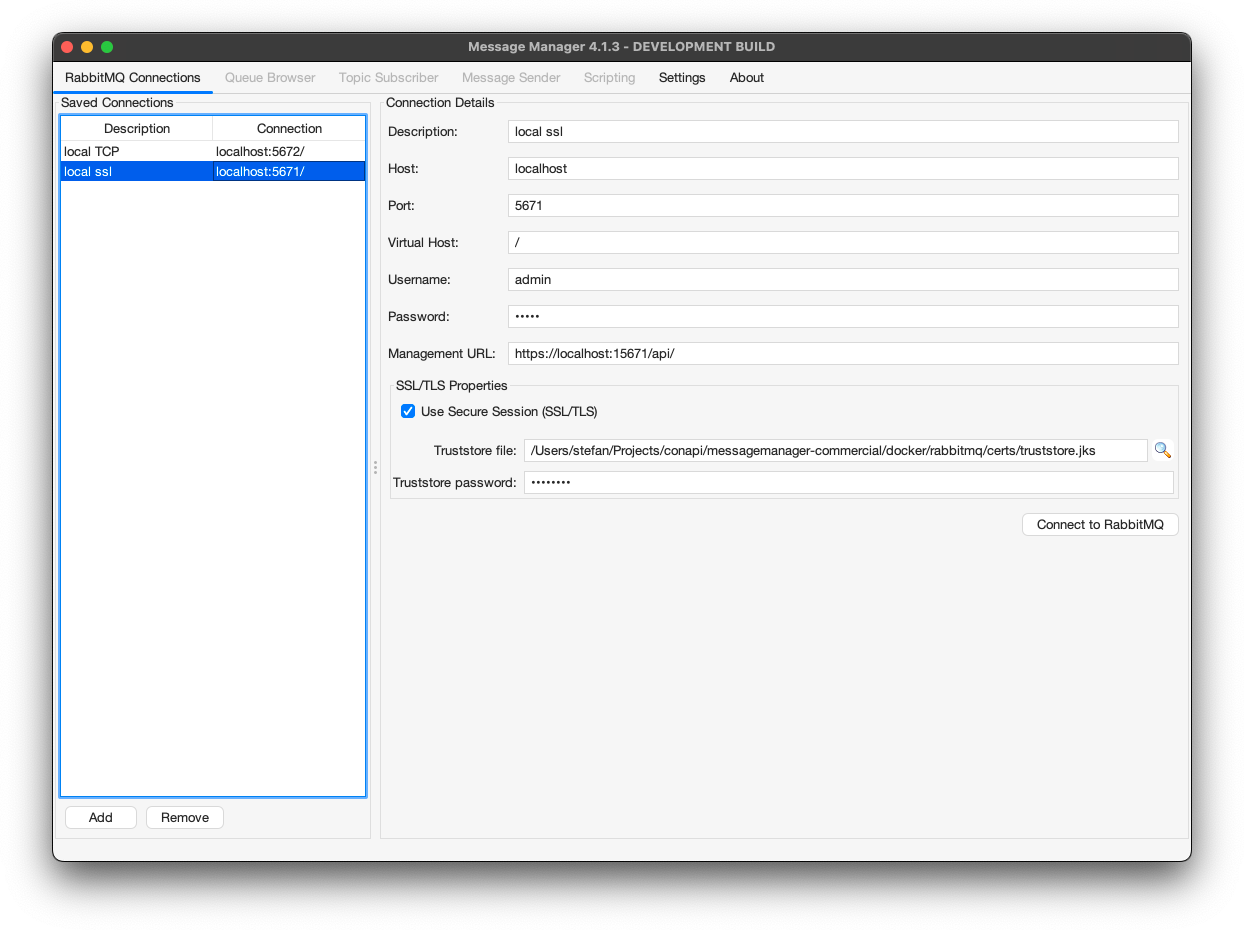 Message Manager 4.1.3 - DEVELOPMENT BUILD
RabbitMQ Connections Queue Browser Topic Subscriber Message Sender Scripting Settings About
Saved Connections
Description Connection
local TCP localhost:5672/
local ssl localhost:5671/
Add Remove
Connection Details
Description: local ssl
Host: localhost
Port: 5671
Virtual Host: /
Username: admin
Password: •••••
Management URL: https://localhost:15671/api/
SSL/TLS Properties
Use Secure Session (SSL/TLS)
Truststore file: /Users/stefan/Projects/conapi/messagemanager-commercial/docker/rabbitmq/certs/truststore.jks
Truststore password: ••••••••
Connect to RabbitMQ